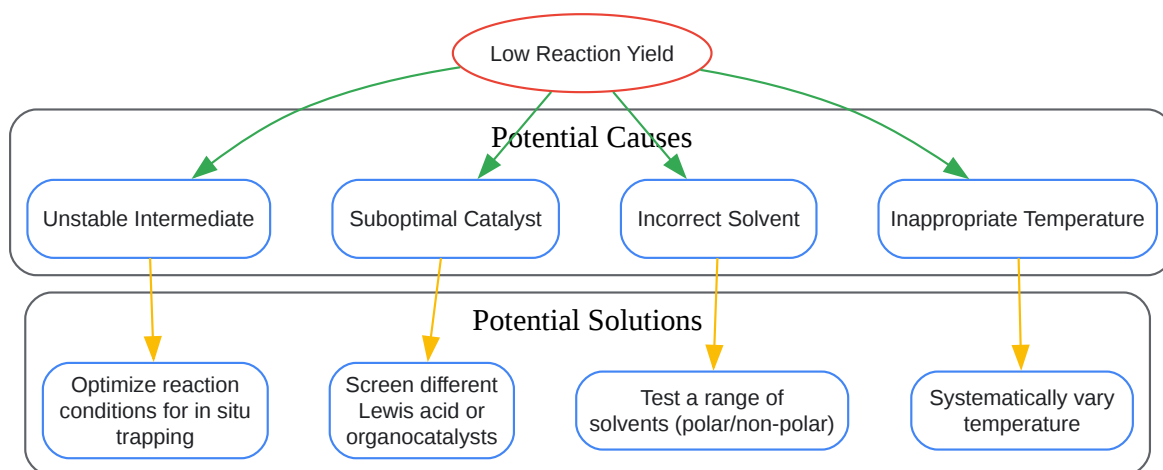 Low Reaction Yield
Potential Causes
Unstable Intermediate
Suboptimal Catalyst
Incorrect Solvent
Inappropriate Temperature
Potential Solutions
Optimize reaction
conditions for in situ
trapping
Screen different
Lewis acid or
organocatalysts
Test a range of
solvents (polar/non-polar)
Systematically vary
temperature